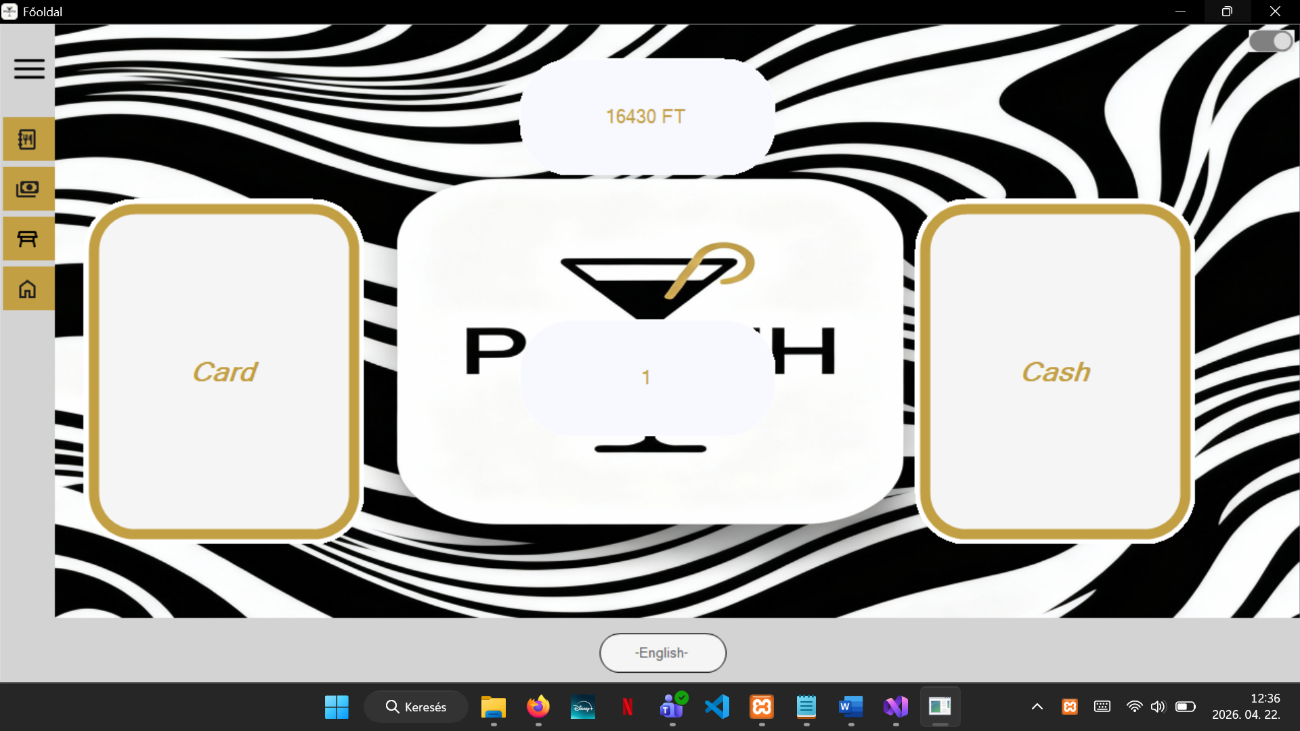 Főoldal
16430 FT
Card
1
Cash
-English-
Keresés
12:36
2026. 04. 22.